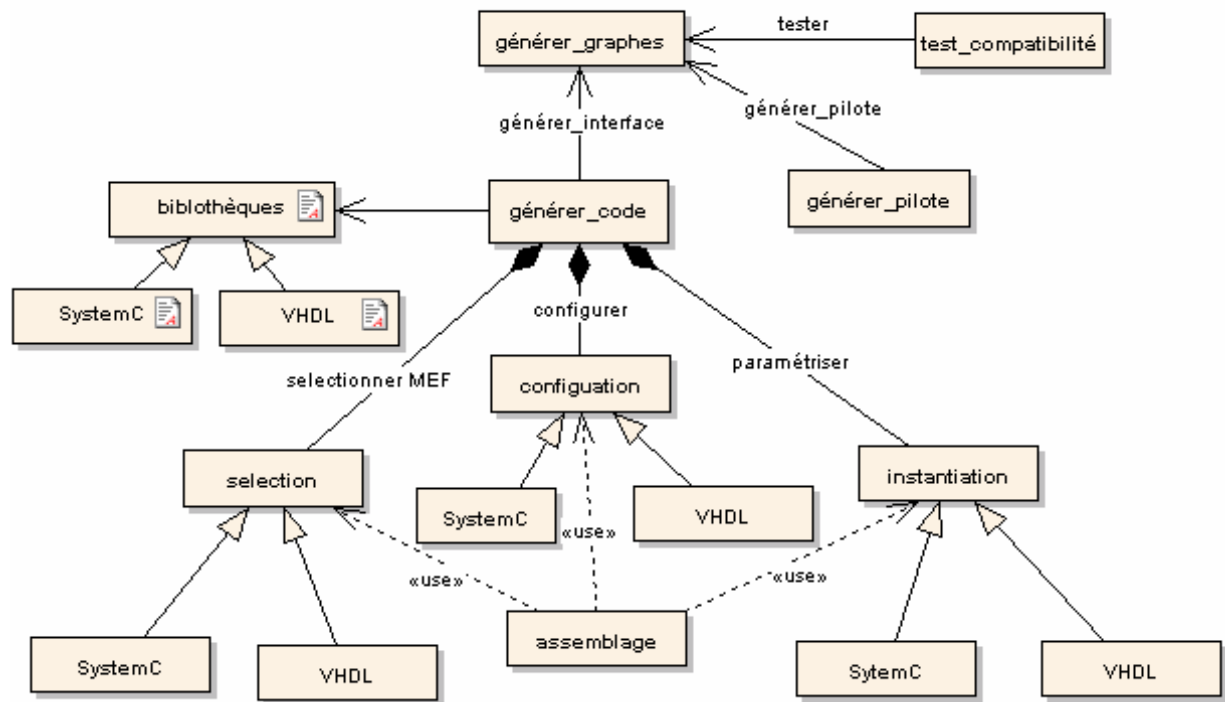 tester
générer_graphes
test_compatibilité
générer_pilote
générer_interface
générer_pilote
biblothèques
générer_code
SystemC
VHDL
configurer
paramétriser
selectionner MEF
configuation
selection
instantiation
SystemC
VHDL
«use»
«use»
«use»
assemblage
SystemC
VHDL
SytemC
VHDL